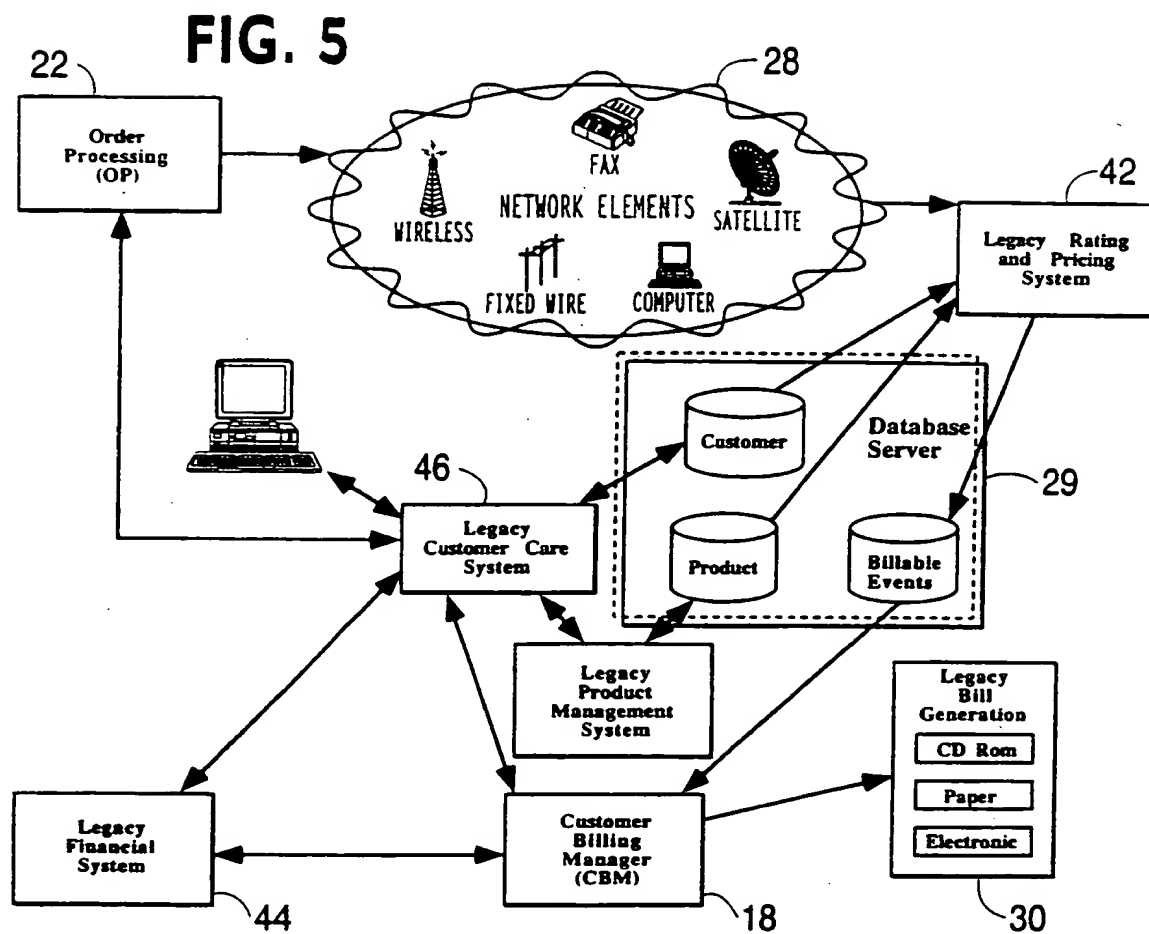 FIG. 5
22
Order
Processing
(OP)
28
FAX
WIRELESS
NETWORK ELEMENTS
SATELLITE
FIXED WIRE
COMPUTER
42
Legacy Rating
and Pricing
System
Customer
Database
Server
29
Product
Billable
Events
46
Legacy
Customer Care
System
Legacy
Product
Management
System
Legacy
Bill
Generation
CD Rom
Paper
Electronic
30
Legacy
Financial
System
44
Customer
Billing
Manager
(CBM)
18